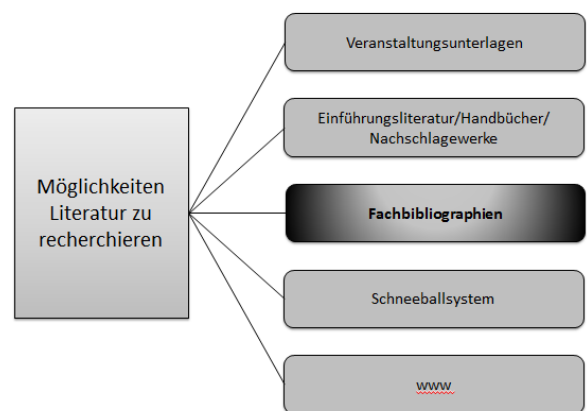 Möglichkeiten
Literatur zu
recherchieren
Veranstaltungsunterlagen
Einführungsliteratur/Handbücher/
Nachschlagewerke
Fachbibliographien
Schneeballsystem
www